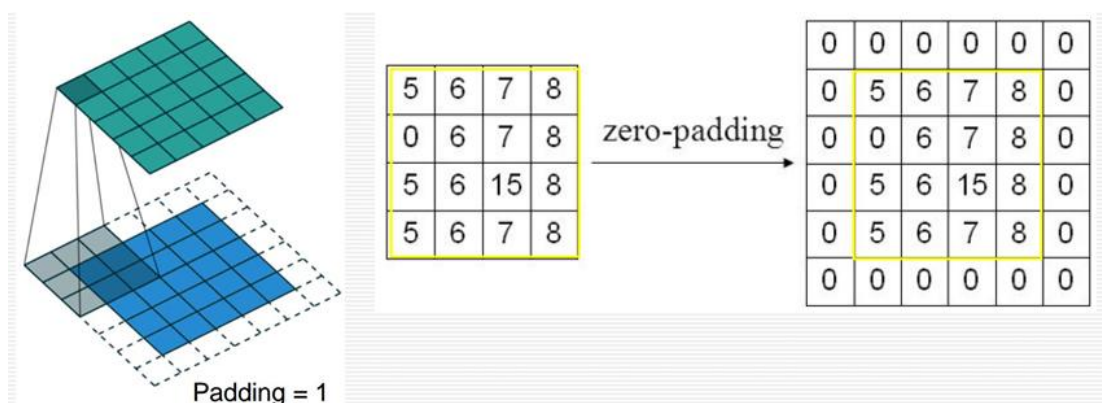 5 6 7 8
0 6 7 8
5 6 15 8
5 6 7 8
zero-padding
0 0 0 0 0 0
0 5 6 7 8 0
0 0 6 7 8 0
0 5 6 15 8 0
0 5 6 7 8 0
0 0 0 0 0 0
Padding = 1